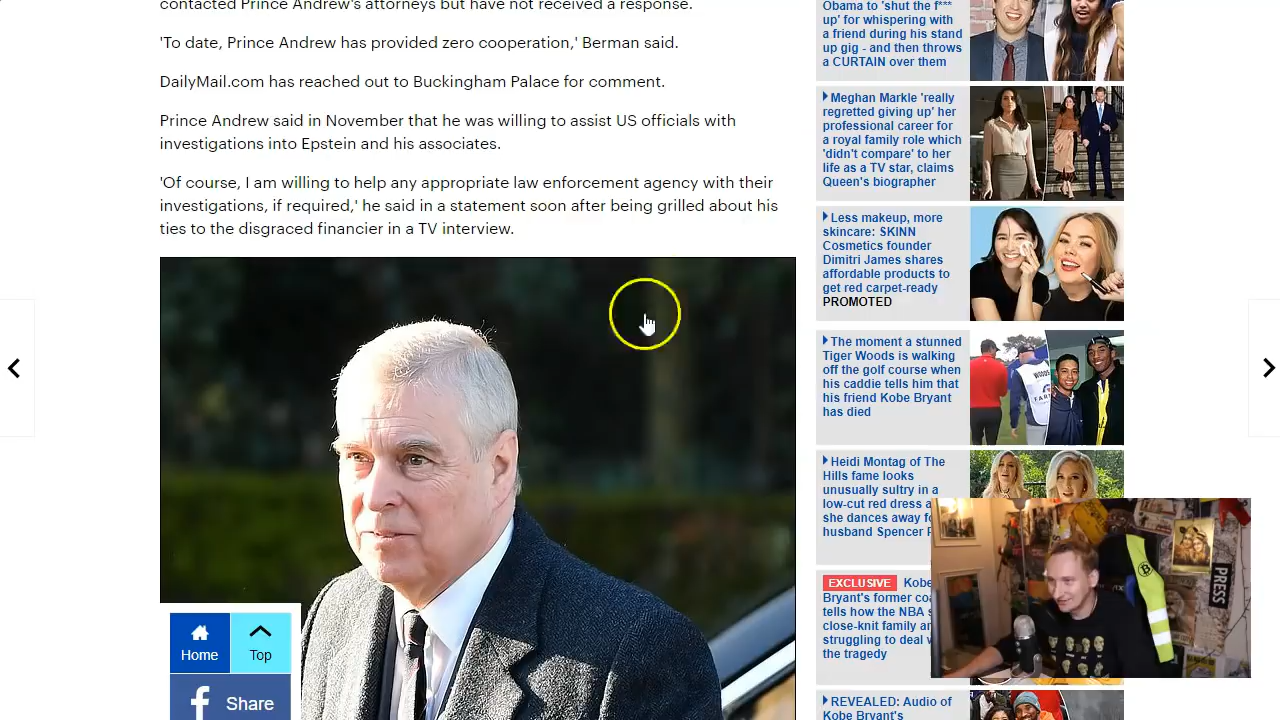 contacted Prince Andrew's attorneys but have not received a response.
'To date, Prince Andrew has provided zero cooperation,' Berman said.
DailyMail.com has reached out to Buckingham Palace for comment.
Prince Andrew said in November that he was willing to assist US officials with
investigations into Epstein and his associates.
'Of course, I am willing to help any appropriate law enforcement agency with their
investigations, if required,' he said in a statement soon after being grilled about his
ties to the disgraced financier in a TV interview.
Home
Top
Share
Obama to 'shut the f***
up' for whispering with
a friend during his stand
up gig - and then throws
a CURTAIN over them
Meghan Markle 'really
regretted giving up' her
professional career for
a royal family role which
'didn't compare' to her
life as a TV star, claims
Queen's biographer
Less makeup, more
skincare: SKINN
Cosmetics founder
Dimitri James shares
affordable products to
get red carpet-ready
PROMOTED
The moment a stunned
Tiger Woods is walking
off the golf course when
his caddie tells him that
his friend Kobe Bryant
has died
Heidi Montag of The
Hills fame looks
unusually sultry in a
low-cut red dress
she dances away
husband Spencer
EXCLUSIVE Kobe
Bryant's former
tells how the NBA
close-knit family
struggling to deal
the tragedy
REVEALED: Audio of
Kobe Bryant's
PRESS